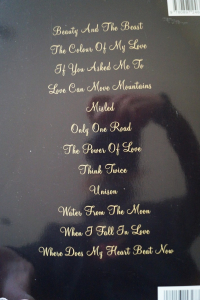 Beauty And The Beast
The Colour Of My Love
If You Asked Me To
Love Can Move Mountains
Misled
Only One Road
The Power Of Love
Think Twice
Unison
Water From The Moon
When I Fall In Love
Where Does My Heart Beat Now